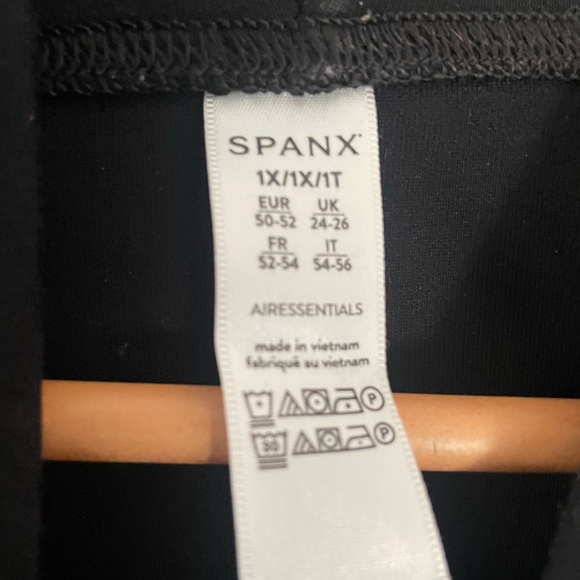 SPANX
1X/1X/1T
EUR UK
50-52 24-26
FR IT
52-54 54-56
AIRESSENTIALS
made in vietnam
fabriqué au vietnam
P
30 P